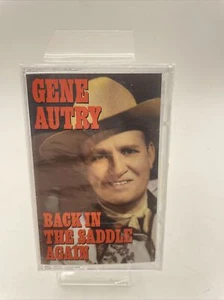 GENE
AUTRY
BACK IN
THE SADDLE
AGAIN